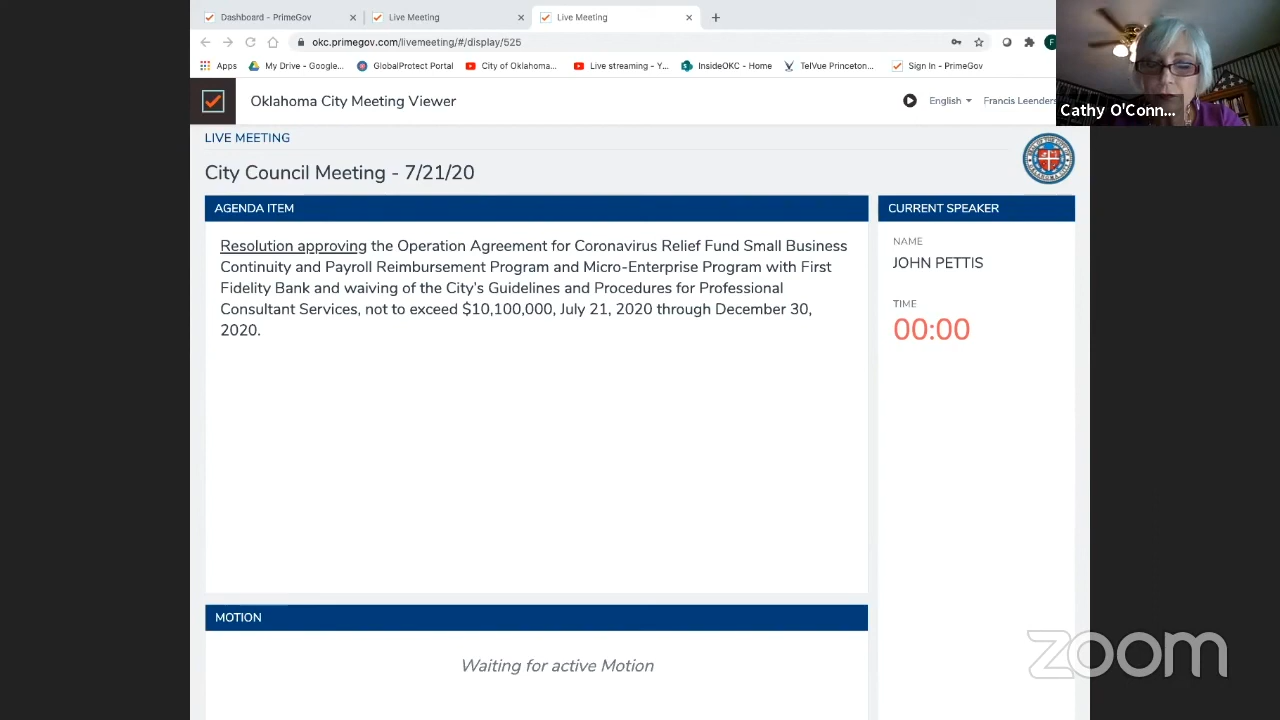 Dashboard - PrimeGov
Live Meeting
Live Meeting
okc.primegov.com/livemeeting/#/display/525
Apps
My Drive - Google...
GlobalProtect Portal
City of Oklahoma...
Live streaming - Y...
InsideOKC - Home
TelVue Princeton...
Sign In - PrimeGov
Cathy O'Conn...
Oklahoma City Meeting Viewer
English
Francis Leenders
LIVE MEETING
City Council Meeting - 7/21/20
AGENDA ITEM
Resolution approving the Operation Agreement for Coronavirus Relief Fund Small Business
Continuity and Payroll Reimbursement Program and Micro-Enterprise Program with First
Fidelity Bank and waiving of the City's Guidelines and Procedures for Professional
Consultant Services, not to exceed $10,100,000, July 21, 2020 through December 30,
2020.
CURRENT SPEAKER
NAME
JOHN PETTIS
TIME
00:00
MOTION
Waiting for active Motion
zoom